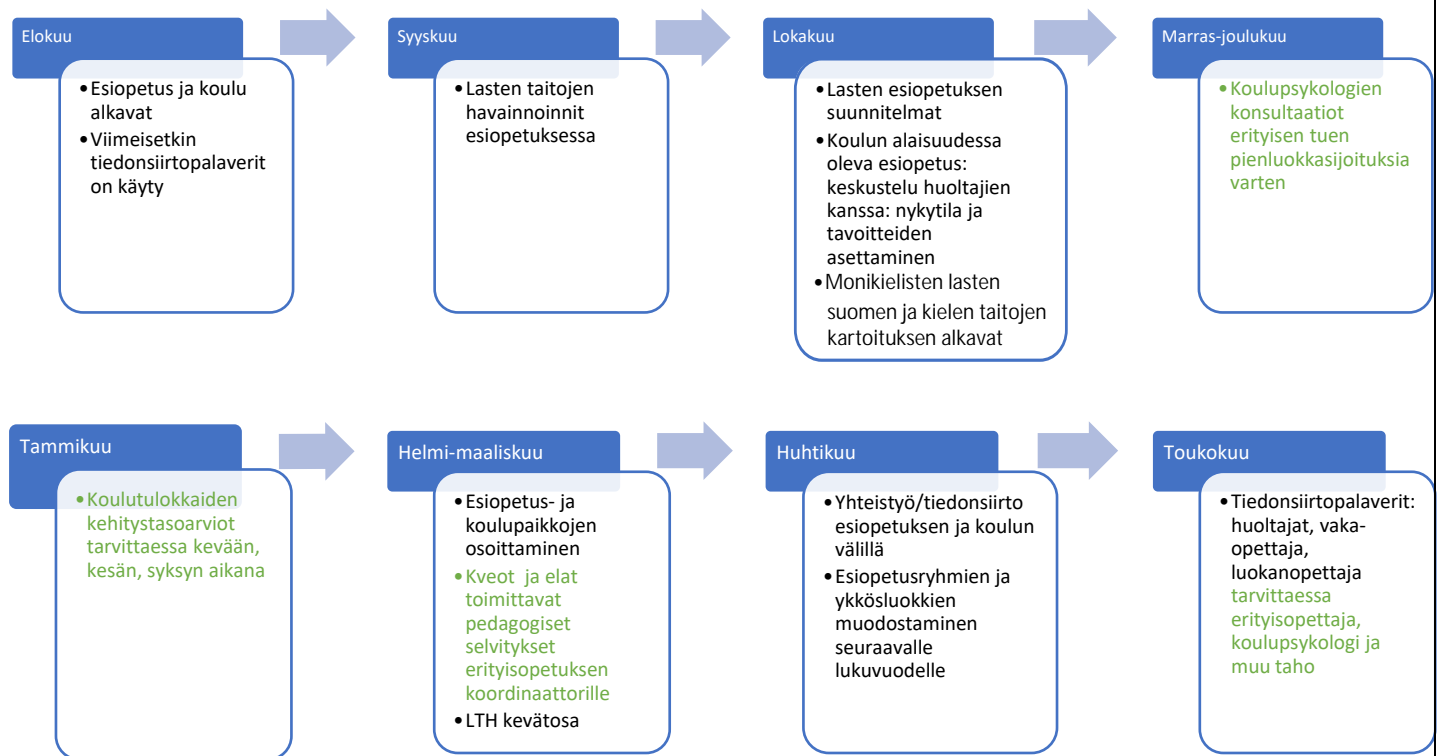 Elokuu
• Esiopetus ja koulu
alkavat
• Viimeisetkin
tiedonsiirtopalaverit
on käyty
Syyskuu
• Lasten taitojen
havainnoinnit
esiopetuksessa
Lokakuu
• Lasten esiopetuksen
suunnitelmat
• Koulun alaisuudessa
oleva esiopetus:
keskustelu huoltajien
kanssa: nykytila ja
tavoitteiden
asettaminen
• Monikielisten lasten
suomen ja kielen taitojen
kartoituksen alkavat
Marras-joulukuu
• Koulupsykologien
konsultaatiot
erityisen tuen
pienluokkasijoituksia
varten
Tammikuu
• Koulutulokkaiden
kehitystasoarviot
tarvittaessa kevään,
kesän, syksyn aikana
Helmi-maaliskuu
• Esiopetus- ja
koulupaikkojen
osoittaminen
• Kveot ja elat
toimittavat
pedagogiset
selvitykset
erityisopetuksen
koordinaattorille
• LTH kevätosa
Huhtikuu
• Yhteistyö/tiedonsiirto
esiopetuksen ja koulun
välillä
• Esiopetusryhmien ja
ykkösluokkien
muodostaminen
seuraavalle
lukuvuodelle
Toukokuu
• Tiedonsiirtopalaverit:
huoltajat, vaka-
opettaja,
luokanopettaja
tarvittaessa
erityisopettaja,
koulupsykologi ja
muu taho